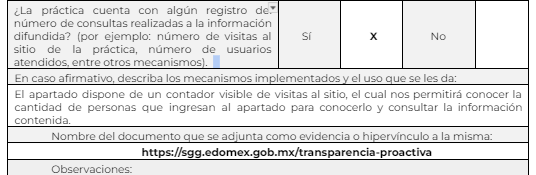 ¿La práctica cuenta con algún registro de
número de consultas realizadas a la información
difundida? (por ejemplo: número de visitas al
sitio de la práctica, número de usuarios
atendidos, entre otros mecanismos).
Sí
X
No
En caso afirmativo, describa los mecanismos implementados y el uso que se les da:
El apartado dispone de un contador visible de visitas al sitio, el cual nos permitirá conocer la
cantidad de personas que ingresan al apartado para conocerlo y consultar la información
contenida.
Nombre del documento que se adjunta como evidencia o hipervínculo a la misma:
https://sgg.edomex.gob.mx/transparencia-proactiva
Observaciones: